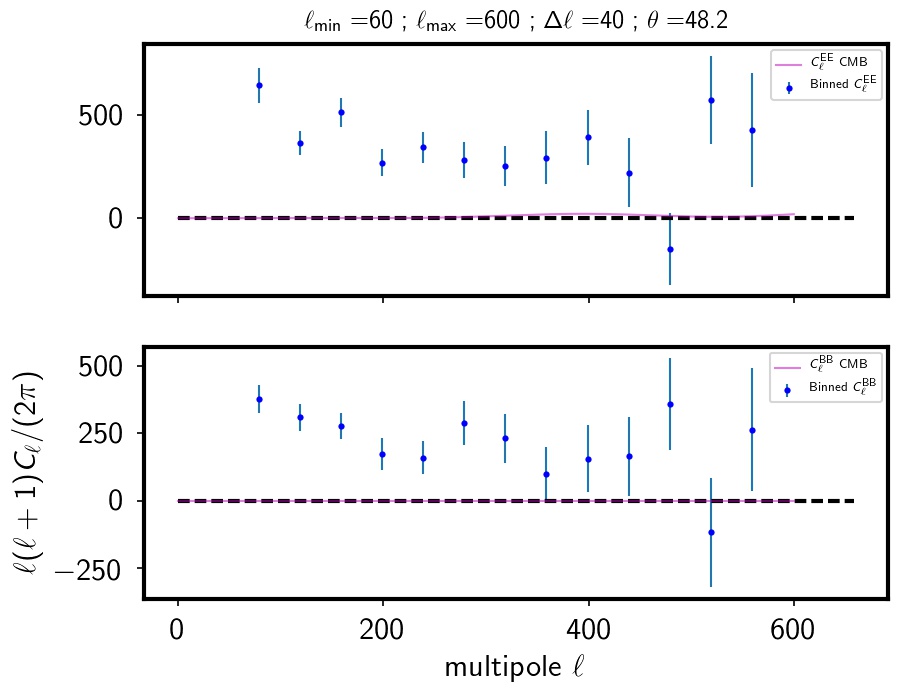 ℓmin =60 ; ℓmax =600 ; Δℓ =40 ; θ =48.2
500
0
C_ℓ^EE CMB
Binned C_ℓ^EE
500
250
0
−250
C_ℓ^BB CMB
Binned C_ℓ^BB
ℓ(ℓ + 1)C_ℓ/(2π)
0 200 400 600
multipole ℓ